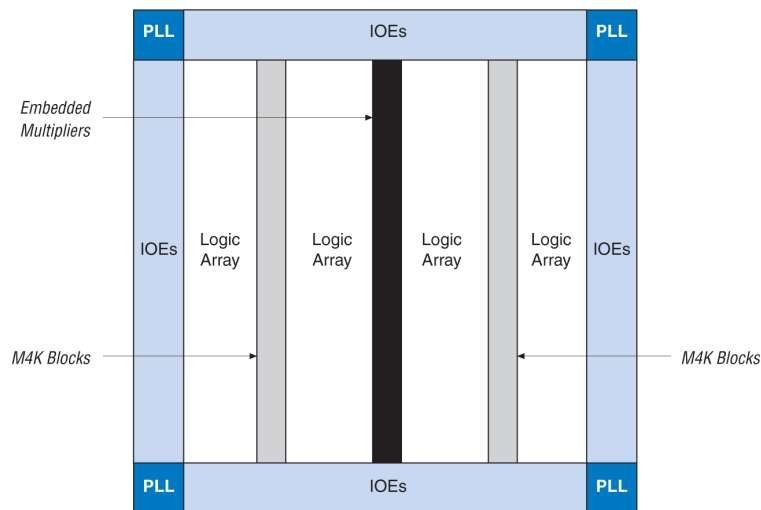 PLL
IOEs
PLL
Embedded
Multipliers
IOEs
Logic
Array
Logic
Array
Logic
Array
Logic
Array
IOEs
M4K Blocks
M4K Blocks
PLL
IOEs
PLL